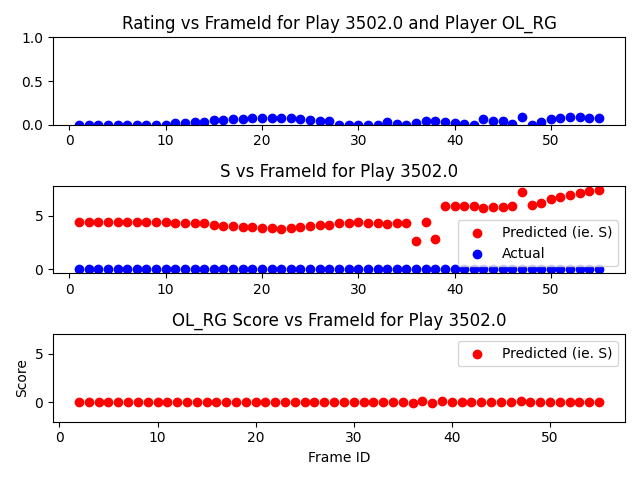 Rating vs FrameId for Play 3502.0 and Player OL_RG
1.0
0.5
0.0
0 10 20 30 40 50
S vs FrameId for Play 3502.0
5
0
Predicted (ie. S)
Actual
0 10 20 30 40 50
OL_RG Score vs FrameId for Play 3502.0
Score
5
0
Predicted (ie. S)
0 10 20 30 40 50
Frame ID